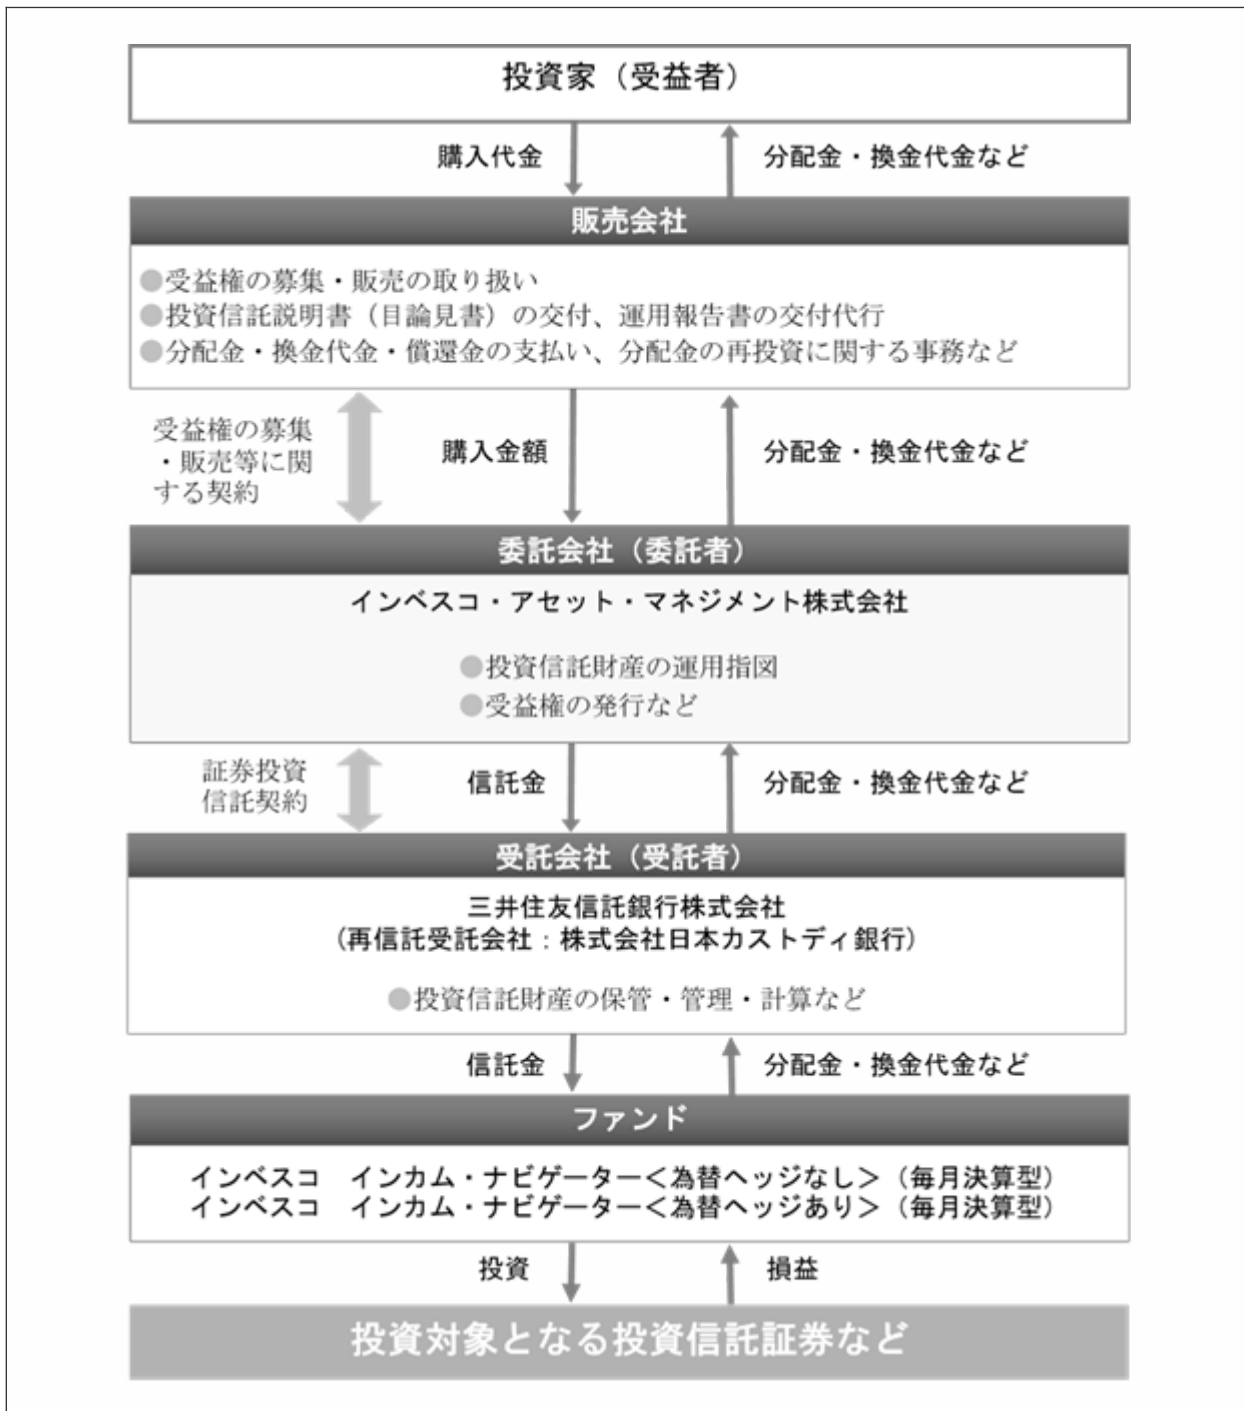 投資家（受益者）
購入代金
分配金・換金代金など
販売会社
●受益権の募集・販売の取り扱い
●投資信託説明書（目論見書）の交付、運用報告書の交付代行
●分配金・換金代金・償還金の支払い、分配金の再投資に関する事務など
受益権の募集
・販売等に関
する契約
購入金額
分配金・換金代金など
委託会社（委託者）
インベスコ・アセット・マネジメント株式会社
●投資信託財産の運用指図
●受益権の発行など
証券投資
信託契約
信託金
分配金・換金代金など
受託会社（受託者）
三井住友信託銀行株式会社
(再信託受託会社：株式会社日本カストディ銀行)
●投資信託財産の保管・管理・計算など
信託金
分配金・換金代金など
ファンド
インベスコ　インカム・ナビゲーター＜為替ヘッジなし＞（毎月決算型）
インベスコ　インカム・ナビゲーター＜為替ヘッジあり＞（毎月決算型）
投資
損益
投資対象となる投資信託証券など